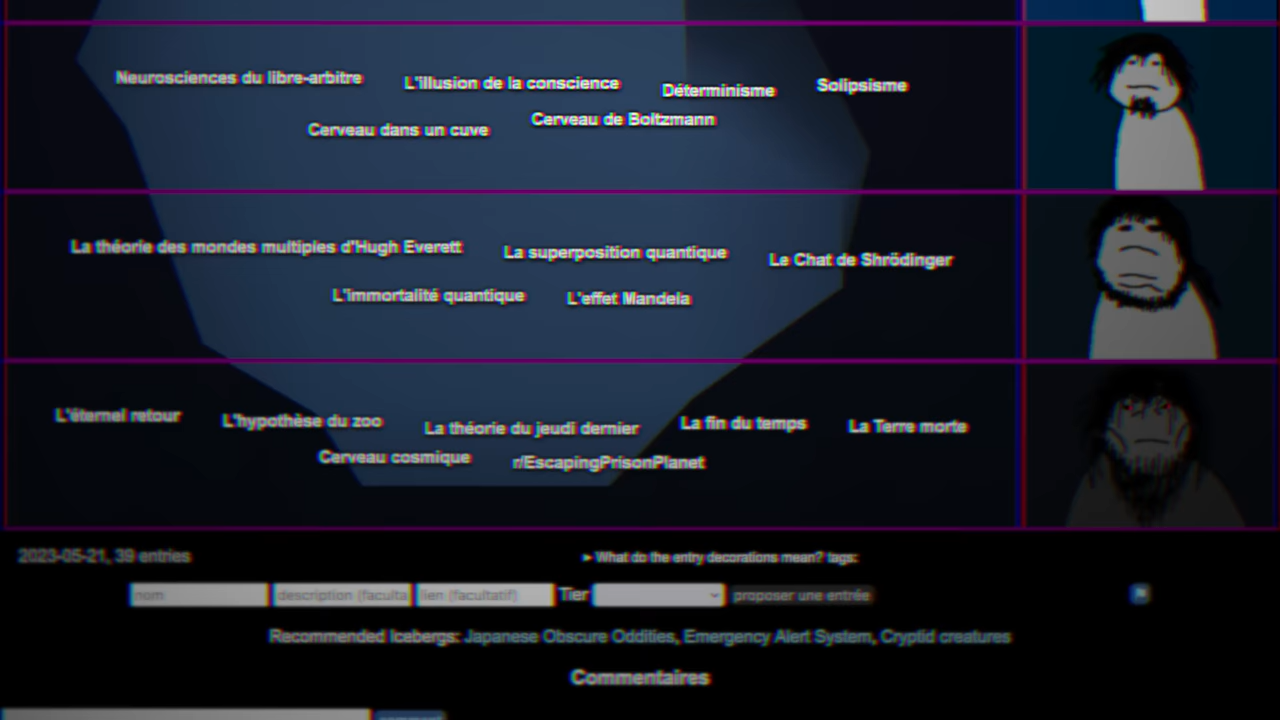 Neurosciences du libre-arbitre L'illusion de la conscience Déterminisme Solipsisme
Cerveau dans un cuve Cerveau de Boltzmann
La théorie des mondes multiples d'Hugh Everett La superposition quantique Le Chat de Shrödinger
L'immortalité quantique L'effet Mandela
L'éternel retour L'hypothèse du zoo La théorie du jeudi dernier La fin du temps La Terre morte
Cerveau cosmique r/EscapingPrisonPlanet
2023-05-21, 39 entries ► What do the entry decorations mean? tags:
nom description (faculta lien (facultatif) Tier proposer une entrée
Recommended Icebergs: Japanese Obscure Oddities, Emergency Alert System, Cryptid creatures
Commentaires